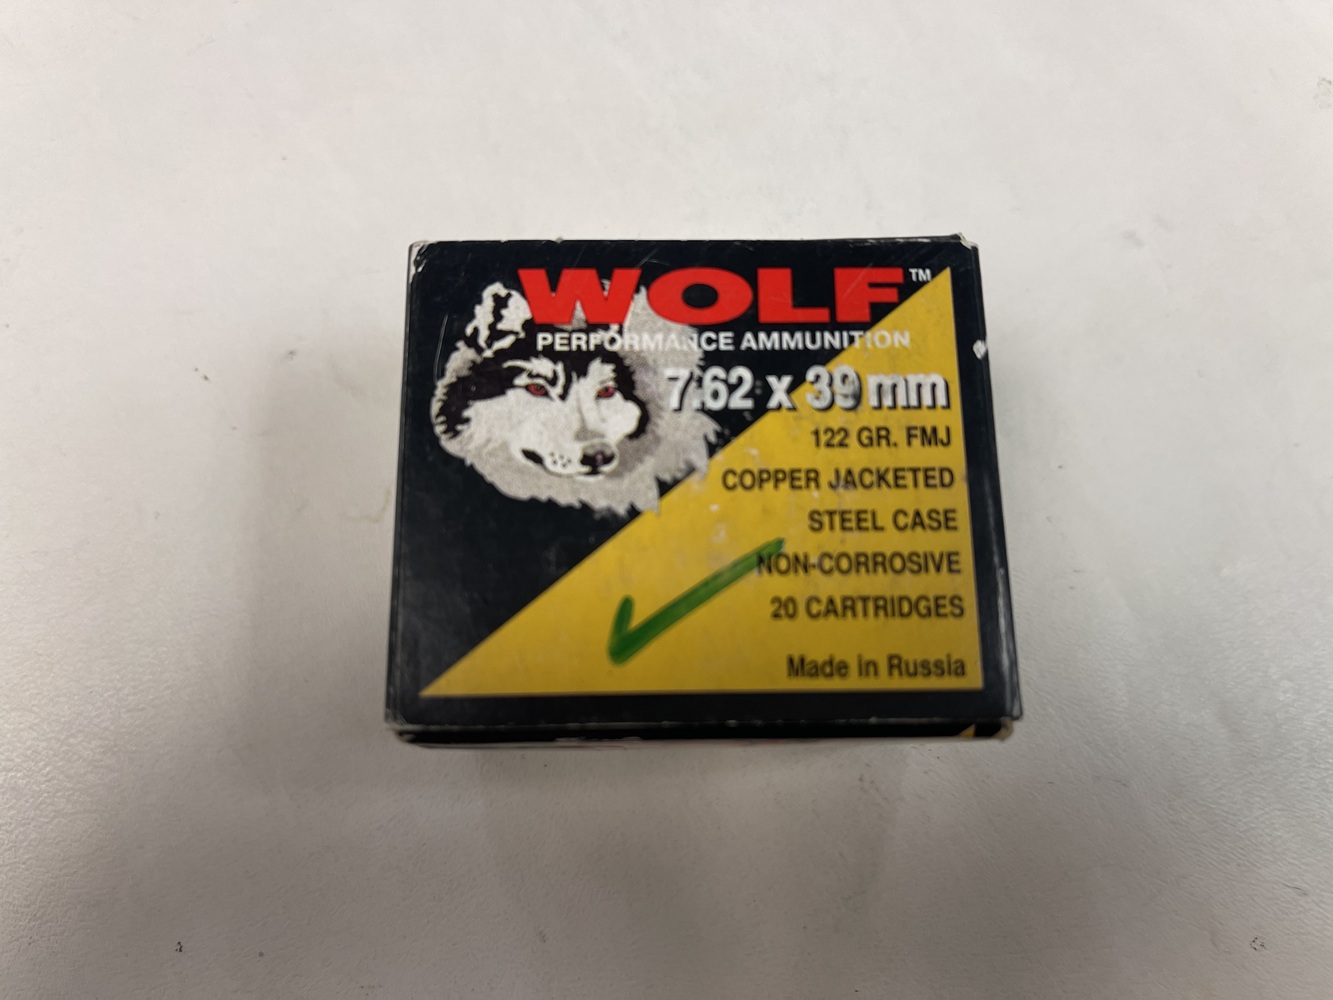 WOLF™
PERFORMANCE AMMUNITION
7.62 x 39 mm
122 GR. FMJ
COPPER JACKETED
STEEL CASE
NON-CORROSIVE
20 CARTRIDGES
Made in Russia